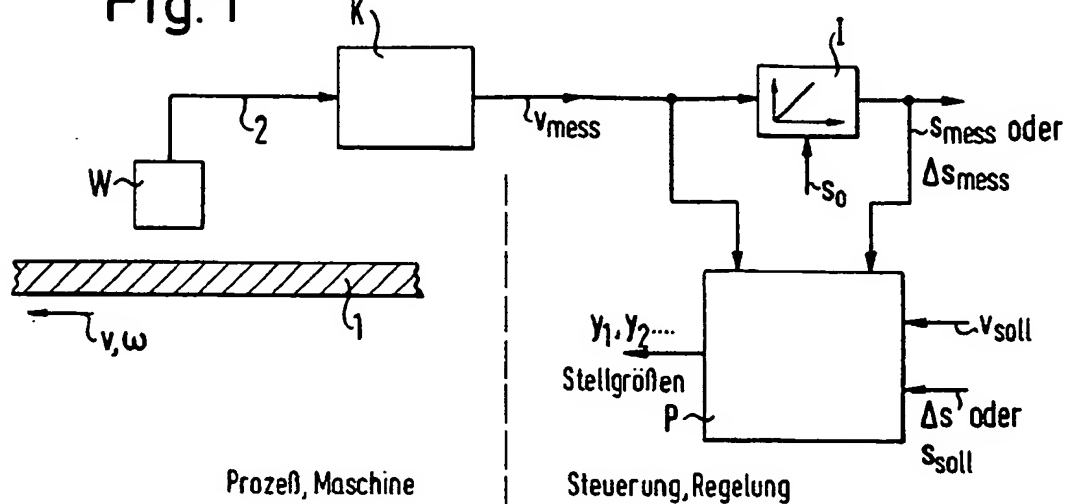 Fig. 1
K
I
2
v_mess
s_mess oder
Δs_mess
W
s_0
1
v, ω
y_1, y_2....
Stellgrößen
P
v_soll
Δs' oder
s_soll
Prozeß, Maschine
Steuerung, Regelung